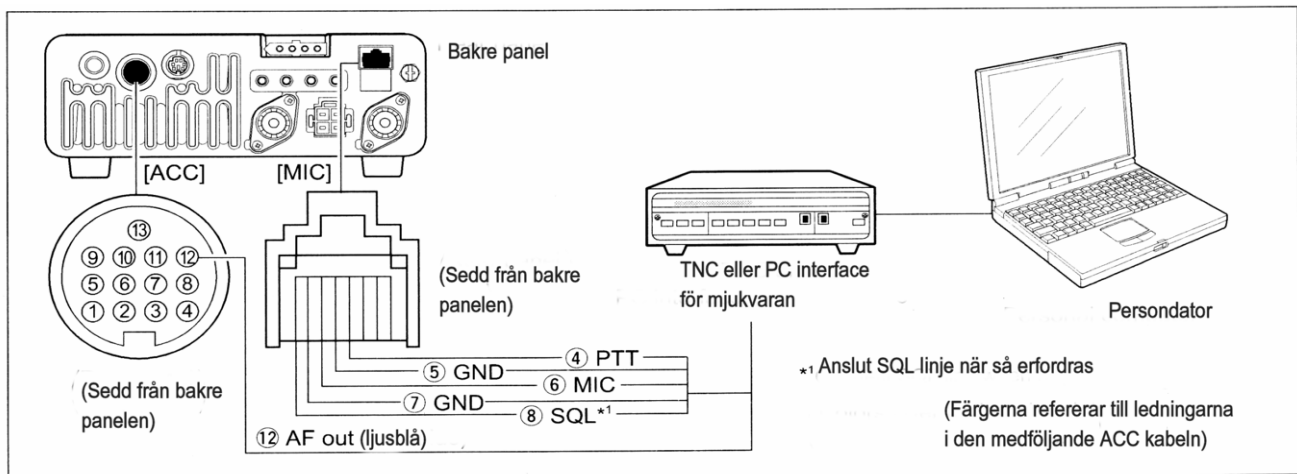 Bakre panel
[ACC]
[MIC]
⑬
⑨ ⑩ ⑪ ⑫
⑤ ⑥ ⑦ ⑧
① ② ③ ④
(Sedd från bakre
panelen)
(Sedd från bakre
panelen)
④ PTT
⑤ GND
⑥ MIC
⑦ GND
⑧ SQL*1
⑫ AF out (ljusblå)
TNC eller PC interface
för mjukvaran
Persondator
*1 Anslut SQL linje när så erfordras
(Färgerna refererar till ledningarna
i den medföljande ACC kabeln)